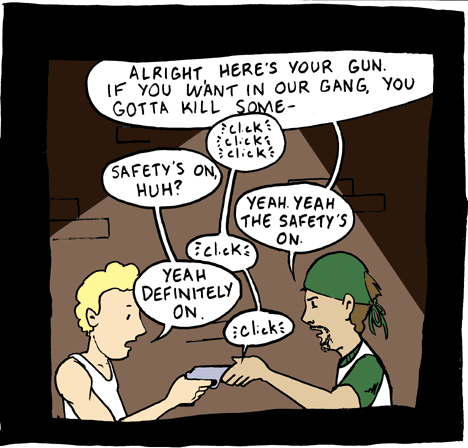 ALRIGHT, HERE'S YOUR GUN.
IF YOU WANT IN OUR GANG, YOU
GOTTA KILL SOME-
click
click
click
SAFETY'S ON,
HUH?
YEAH. YEAH
THE SAFETY'S
ON.
click
YEAH
DEFINITELY
ON.
click